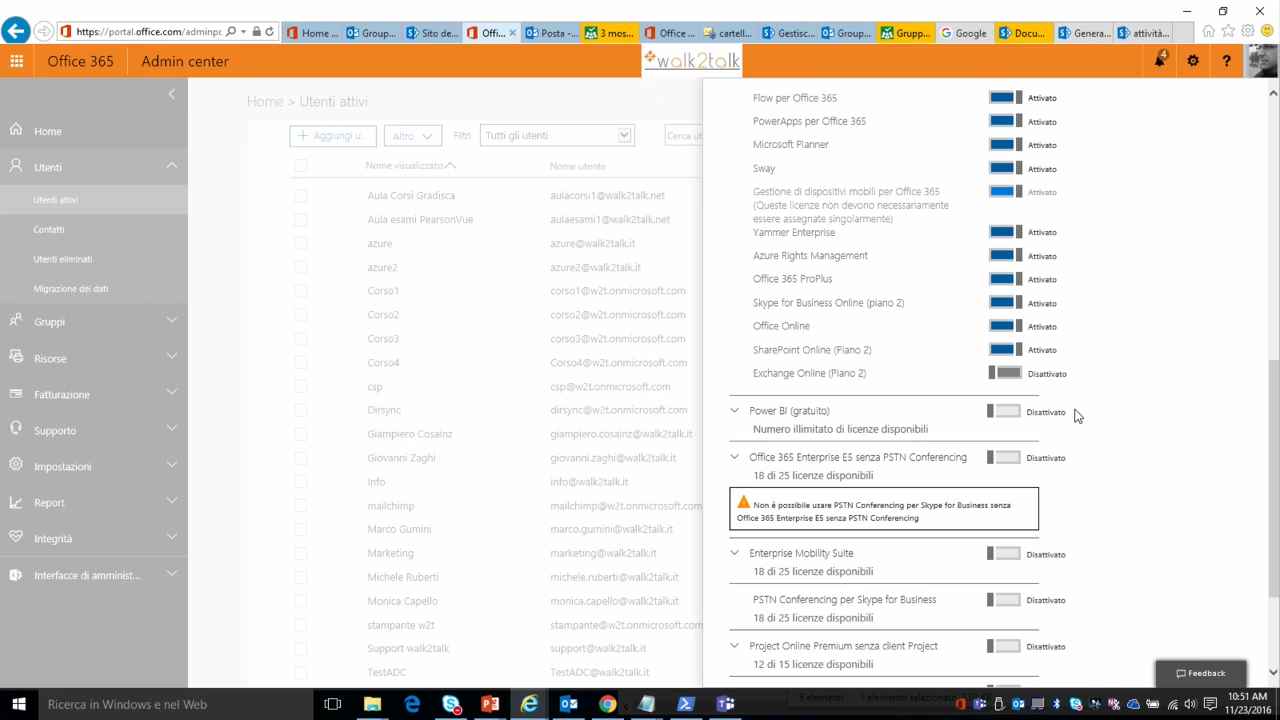 https://portal.office.com/adminpc
Home ...
Group...
Sito de...
Offi...
Posta -...
3 mos...
Office ...
cartell...
Gestisc...
Group...
Grupp...
Google
Docu...
Genera...
attività...
Office 365
Admin center
walk2talk
4
?
Home
Utenti
Utenti attivi
Contatti
Utenti eliminati
Migrazione dei dati
Gruppi
Risorse
Fatturazione
Supporto
Impostazioni
Report
Integrità
Interfacce di amminist...
Home > Utenti attivi
+ Aggiungi u...
Altro
Filtri
Tutti gli utenti
Cerca ut
Nome visualizzato
Nome utente
Aula Corsi Gradisca aulacorsi1@walk2talk.net
Aula esami PearsonVue aulaesami1@walk2talk.net
azure azure@walk2talk.it
azure2 azure2@walk2talk.it
Corso1 corso1@w2t.onmicrosoft.com
Corso2 corso2@w2t.onmicrosoft.com
Corso3 corso3@w2t.onmicrosoft.com
Corso4 Corso4@w2t.onmicrosoft.com
csp csp@w2t.onmicrosoft.com
Dirsync dirsync@w2t.onmicrosoft.com
Giampiero Cosainz giampiero.cosainz@walk2talk.it
Giovanni Zaghi giovanni.zaghi@walk2talk.it
Info info@walk2talk.it
mailchimp mailchimp@w2t.onmicrosoft.com
Marco Gumini marco.gumini@walk2talk.it
Marketing marketing@walk2talk.it
Michele Ruberti michele.ruberti@walk2talk.it
Monica Capello monica.capello@walk2talk.it
stampante w2t stampante@w2t.onmicrosoft.com
Support walk2talk support@walk2talk.it
TestADC TestADC@walk2talk.it
Flow per Office 365 Attivato
PowerApps per Office 365 Attivato
Microsoft Planner Attivato
Sway Attivato
Gestione di dispositivi mobili per Office 365 Attivato
(Queste licenze non devono necessariamente
essere assegnate singolarmente)
Yammer Enterprise Attivato
Azure Rights Management Attivato
Office 365 ProPlus Attivato
Skype for Business Online (piano 2) Attivato
Office Online Attivato
SharePoint Online (Piano 2) Attivato
Exchange Online (Piano 2) Disattivato
Power BI (gratuito) Disattivato
Numero illimitato di licenze disponibili
Office 365 Enterprise E5 senza PSTN Conferencing Disattivato
18 di 25 licenze disponibili
Non è possibile usare PSTN Conferencing per Skype for Business senza
Office 365 Enterprise E5 senza PSTN Conferencing
Enterprise Mobility Suite Disattivato
18 di 25 licenze disponibili
PSTN Conferencing per Skype for Business Disattivato
18 di 25 licenze disponibili
Project Online Premium senza client Project Disattivato
12 di 15 licenze disponibili
Feedback
6 elementi 1 elemento selezionato
Ricerca in Windows e nel Web
10:51 AM
11/23/2016